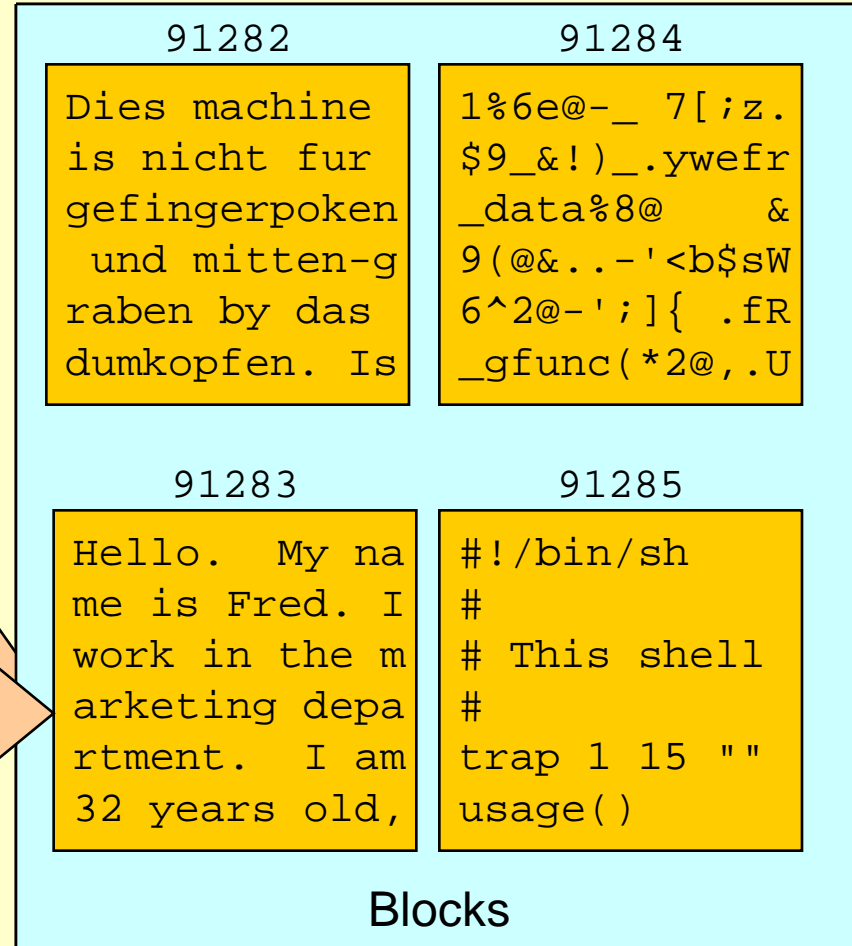 91282
Dies machine
is nicht fur
gefingerpoken
 und mitten-g
raben by das
dumkopfen. Is
91284
1%6e@-_ 7[;z.
$9_&!)_.ywefr
_data%8@    &
9(@&..-'<b$sW
6^2@-';]{ .fR
_gfunc(*2@,.U
91283
Hello.  My na
me is Fred. I
work in the m
arketing depa
rtment.  I am
32 years old,
91285
#!/bin/sh
#
# This shell
#
trap 1 15 ""
usage()
Blocks